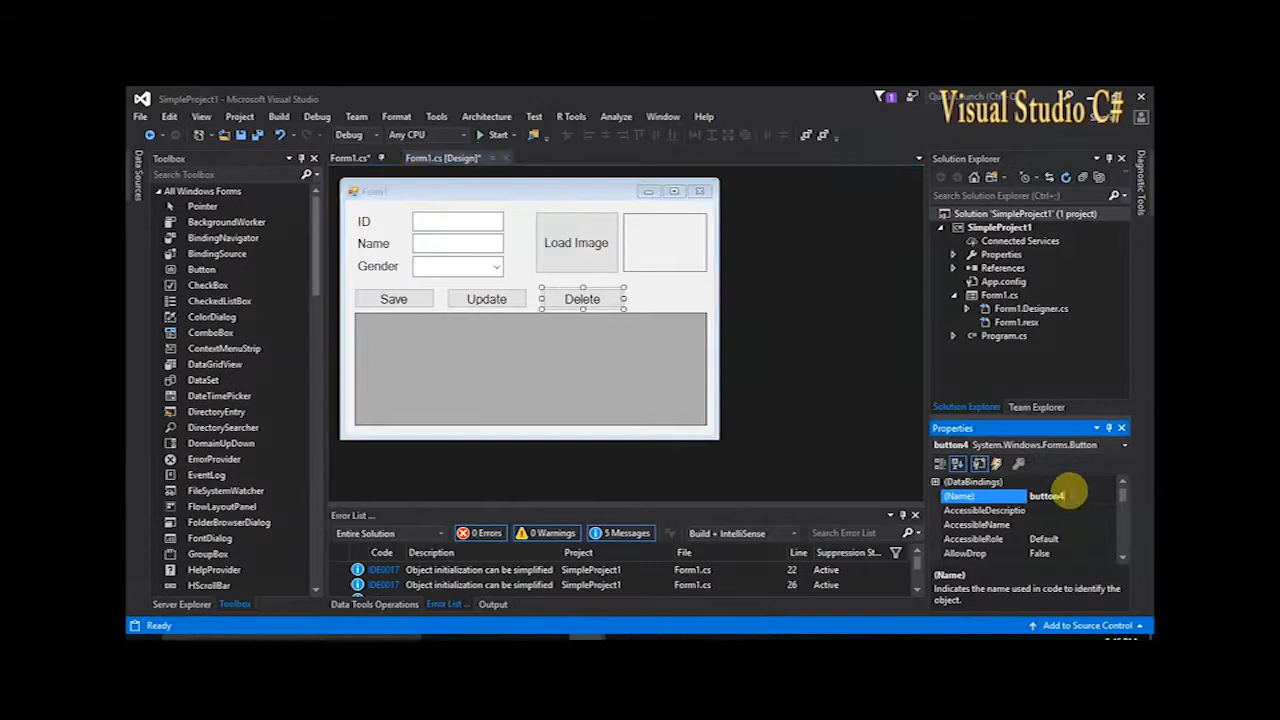 Visual Studio C#
SimpleProject1 - Microsoft Visual Studio
1
File Edit View Project Build Debug Team Format Tools Architecture Test R Tools Analyze Window Help
Debug Any CPU Start
Data Sources
Toolbox
Search Toolbox
All Windows Forms
Pointer
BackgroundWorker
BindingNavigator
BindingSource
Button
CheckBox
CheckedListBox
ColorDialog
ComboBox
ContextMenuStrip
DataGridView
DataSet
DateTimePicker
DirectoryEntry
DirectorySearcher
DomainUpDown
ErrorProvider
EventLog
FileSystemWatcher
FlowLayoutPanel
FolderBrowserDialog
FontDialog
GroupBox
HelpProvider
HScrollBar
Server Explorer Toolbox
Form1.cs* Form1.cs [Design]*
Form1
ID
Name
Gender
Load Image
Save Update Delete
Error List ...
Entire Solution 0 Errors 0 Warnings 5 Messages Build + IntelliSense Search Error List
Code Description Project File Line Suppression St...
IDE0017 Object initialization can be simplified SimpleProject1 Form1.cs 22 Active
IDE0017 Object initialization can be simplified SimpleProject1 Form1.cs 26 Active
Data Tools Operations Error List ... Output
Solution Explorer
Search Solution Explorer (Ctrl+;)
Solution 'SimpleProject1' (1 project)
SimpleProject1
Connected Services
Properties
References
App.config
Form1.cs
Form1.Designer.cs
Form1.resx
Program.cs
Solution Explorer Team Explorer
Properties
button4 System.Windows.Forms.Button
(DataBindings)
(Name) button4
AccessibleDescriptio
AccessibleName
AccessibleRole Default
AllowDrop False
(Name)
Indicates the name used in code to identify the
object.
Diagnostic Tools
Ready
Add to Source Control